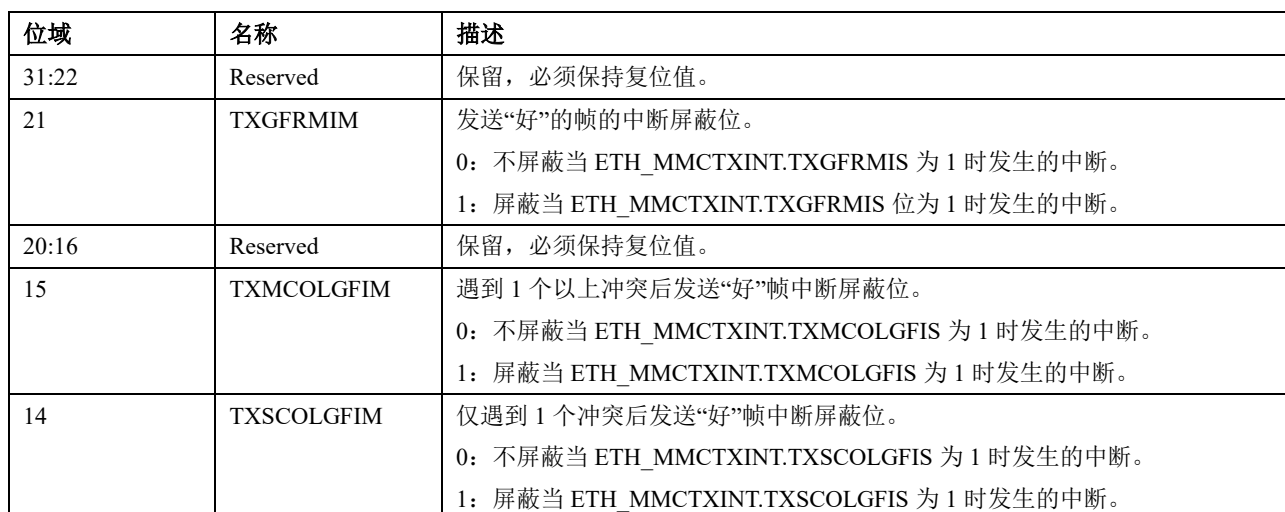 位域 名称 描述
31:22 Reserved 保留，必须保持复位值。
21 TXGFRMIM 发送“好”的帧的中断屏蔽位。
0：不屏蔽当 ETH_MMCTXINT.TXGFRMIS 为 1 时发生的中断。
1：屏蔽当 ETH_MMCTXINT.TXGFRMIS 位为 1 时发生的中断。
20:16 Reserved 保留，必须保持复位值。
15 TXMCOLGFIM 遇到 1 个以上冲突后发送“好”帧中断屏蔽位。
0：不屏蔽当 ETH_MMCTXINT.TXMCOLGFIS 为 1 时发生的中断。
1：屏蔽当 ETH_MMCTXINT.TXMCOLGFIS 为 1 时发生的中断。
14 TXSCOLGFIM 仅遇到 1 个冲突后发送“好”帧中断屏蔽位。
0：不屏蔽当 ETH_MMCTXINT.TXSCOLGFIS 为 1 时发生的中断。
1：屏蔽当 ETH_MMCTXINT.TXSCOLGFIS 为 1 时发生的中断。